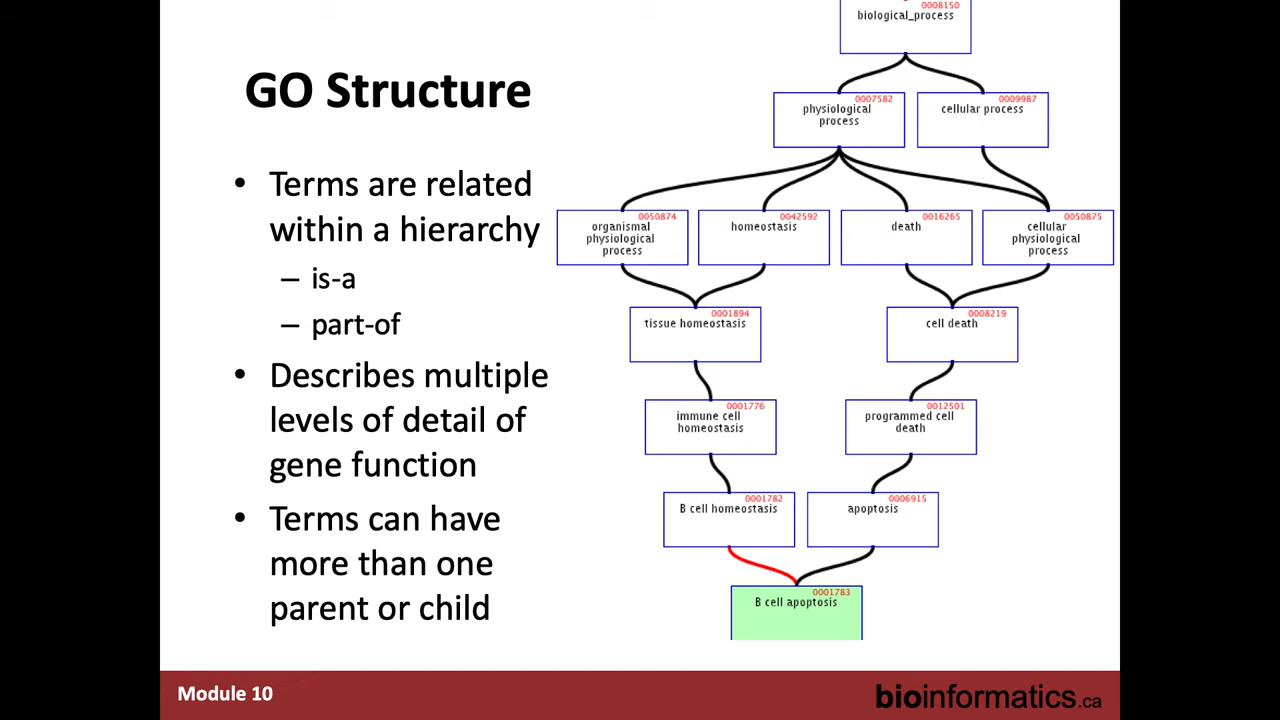 GO Structure
• Terms are related
within a hierarchy
– is-a
– part-of
• Describes multiple
levels of detail of
gene function
• Terms can have
more than one
parent or child
0008150
biological_process
0007582
physiological
process
0009987
cellular process
0050874
organismal
physiological
process
0042592
homeostasis
0016265
death
0050875
cellular
physiological
process
0001894
tissue homeostasis
0008219
cell death
0001776
immune cell
homeostasis
0012501
programmed cell
death
0001782
B cell homeostasis
0006915
apoptosis
0001783
B cell apoptosis
Module 10
bioinformatics.ca